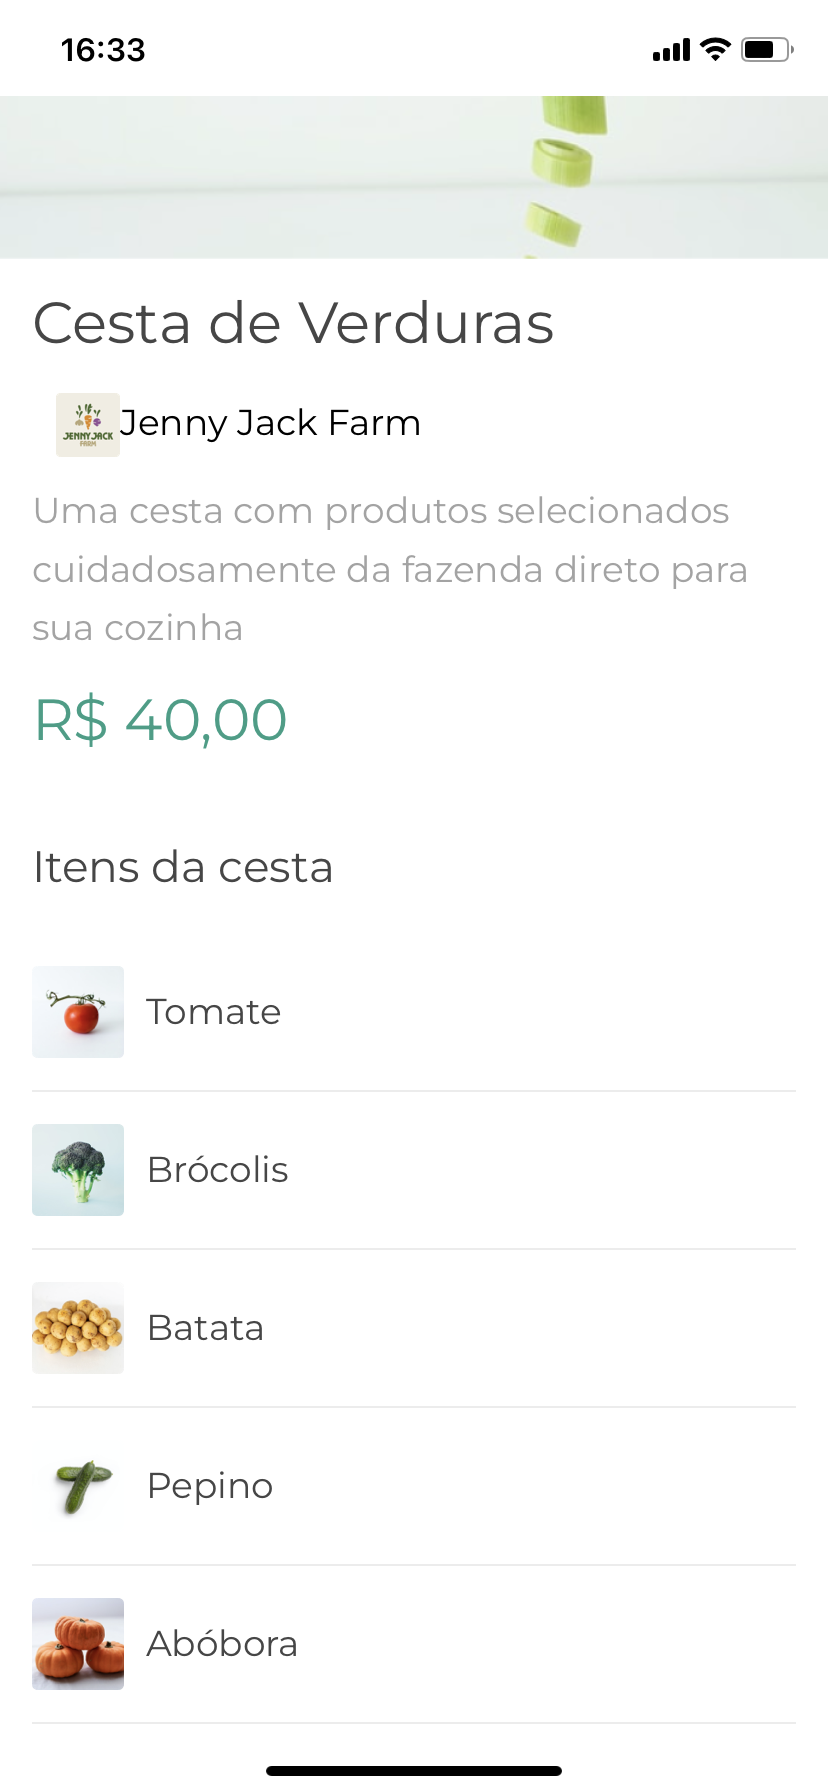 16:33
Cesta de Verduras
JENNY JACK
FARM
Jenny Jack Farm
Uma cesta com produtos selecionados
cuidadosamente da fazenda direto para
sua cozinha
R$ 40,00
Itens da cesta
Tomate
Brócolis
Batata
Pepino
Abóbora